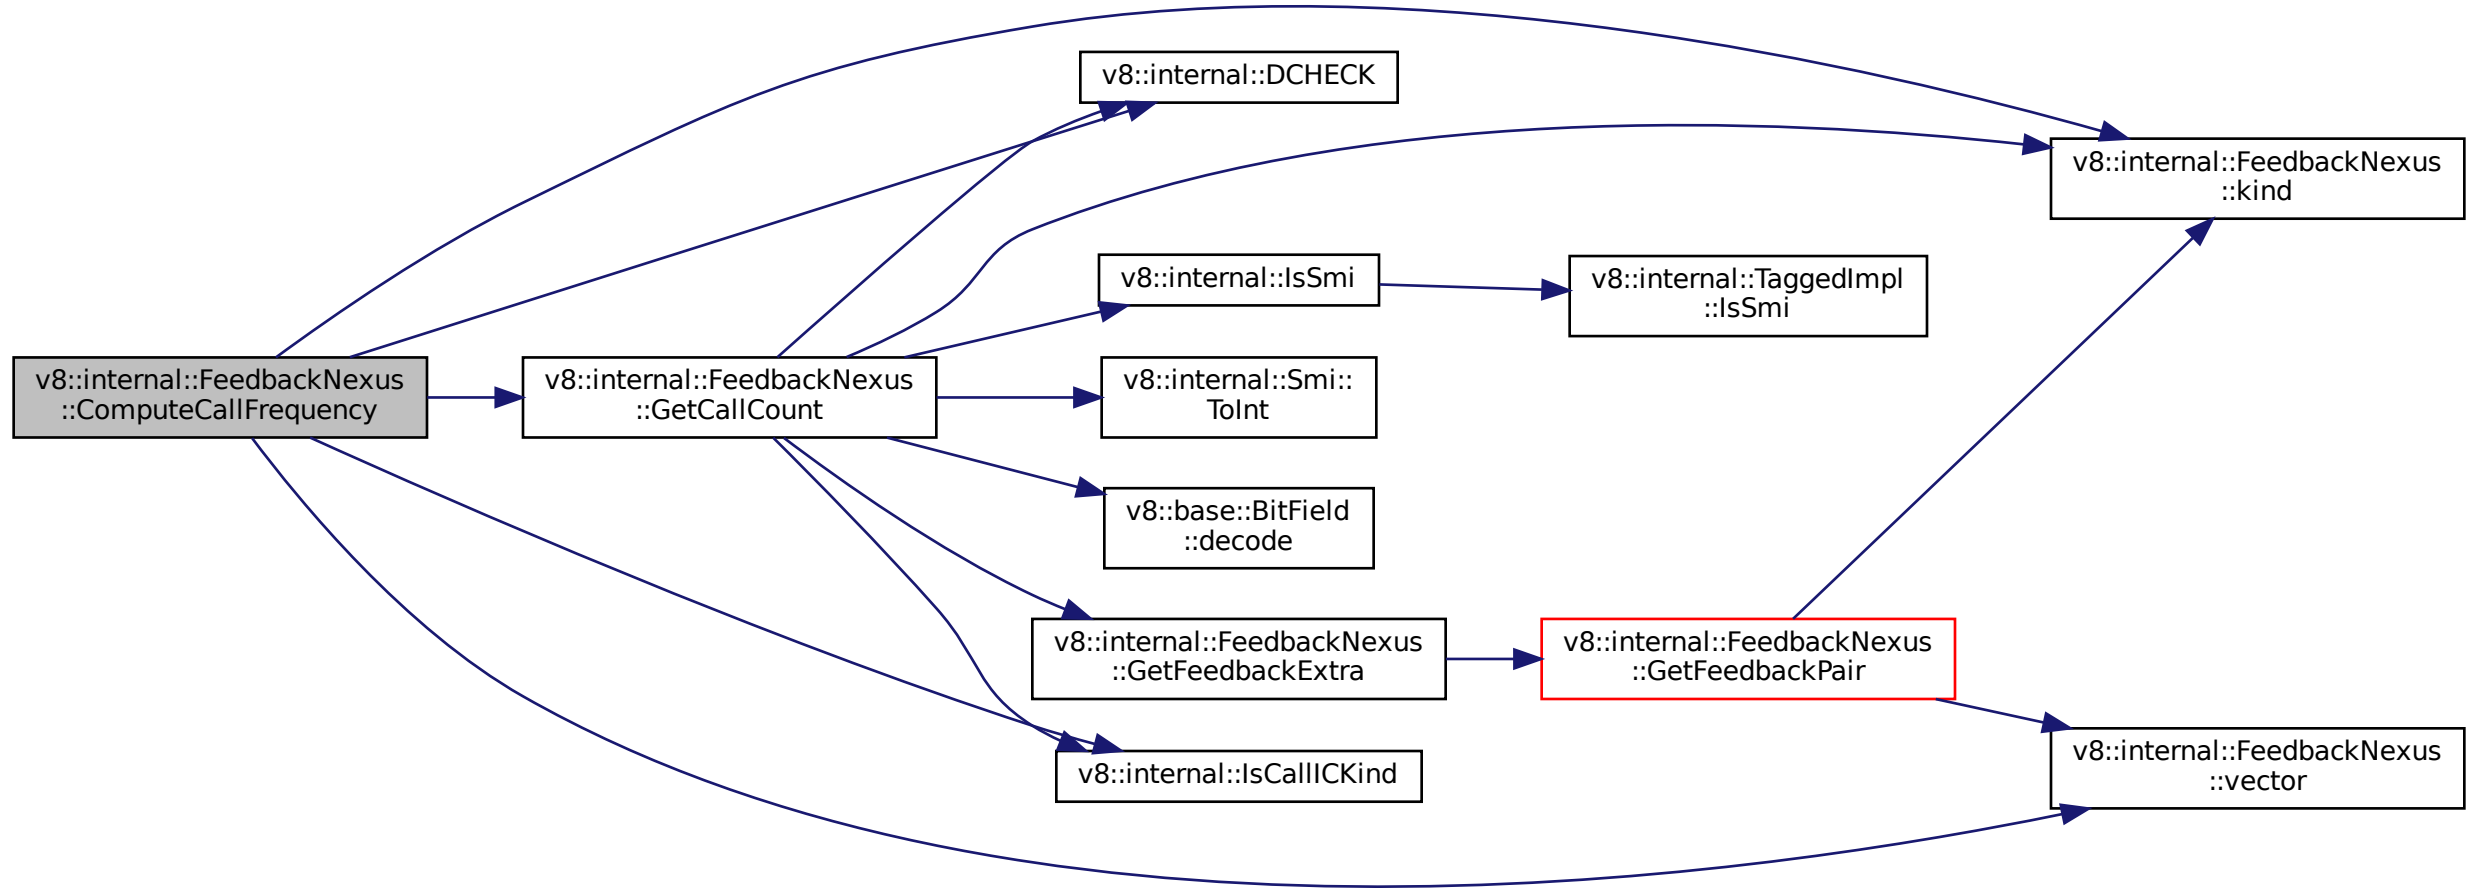 v8::internal::FeedbackNexus
::ComputeCallFrequency
v8::internal::FeedbackNexus
::GetCallCount
v8::internal::DCHECK
v8::internal::FeedbackNexus
::kind
v8::internal::IsSmi
v8::internal::TaggedImpl
::IsSmi
v8::internal::Smi::
ToInt
v8::base::BitField
::decode
v8::internal::FeedbackNexus
::GetFeedbackExtra
v8::internal::FeedbackNexus
::GetFeedbackPair
v8::internal::IsCallICKind
v8::internal::FeedbackNexus
::vector